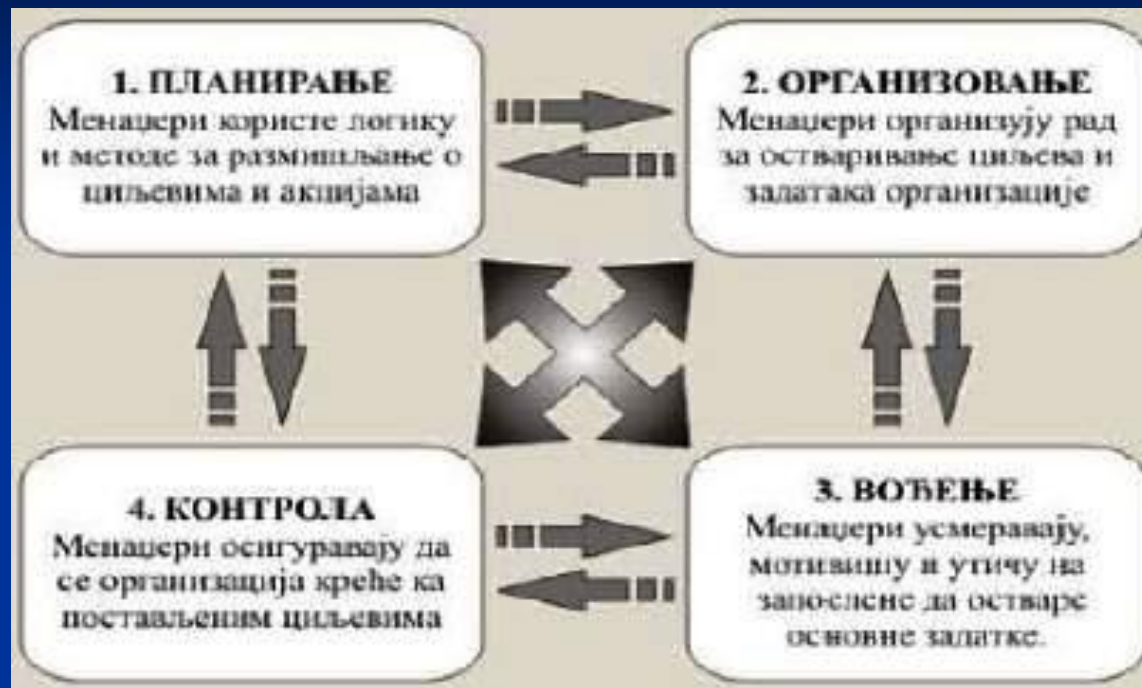 1. ПЛАНИРАЊЕ
Менаџери користе логику
и методе за размишљање о
циљевима и акцијама
2. ОРГАНИЗОВАЊЕ
Менаџери организују рад
за остваривање циљева и
задатака организације
3. ВОЂЕЊЕ
Менаџери усмеравају,
мотивишу и утичу на
запослене да остваре
основне задатке.
4. КОНТРОЛА
Менаџери осигуравају да
се организација креће ка
постављеним циљевима